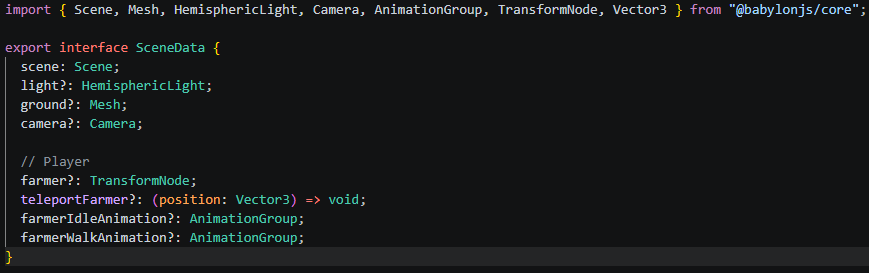 import { Scene, Mesh, HemisphericLight, Camera, AnimationGroup, TransformNode, Vector3 } from "@babylonjs/core";
export interface SceneData {
scene: Scene;
light?: HemisphericLight;
ground?: Mesh;
camera?: Camera;
// Player
farmer?: TransformNode;
teleportFarmer?: (position: Vector3) => void;
farmerIdleAnimation?: AnimationGroup;
farmerWalkAnimation?: AnimationGroup;
}